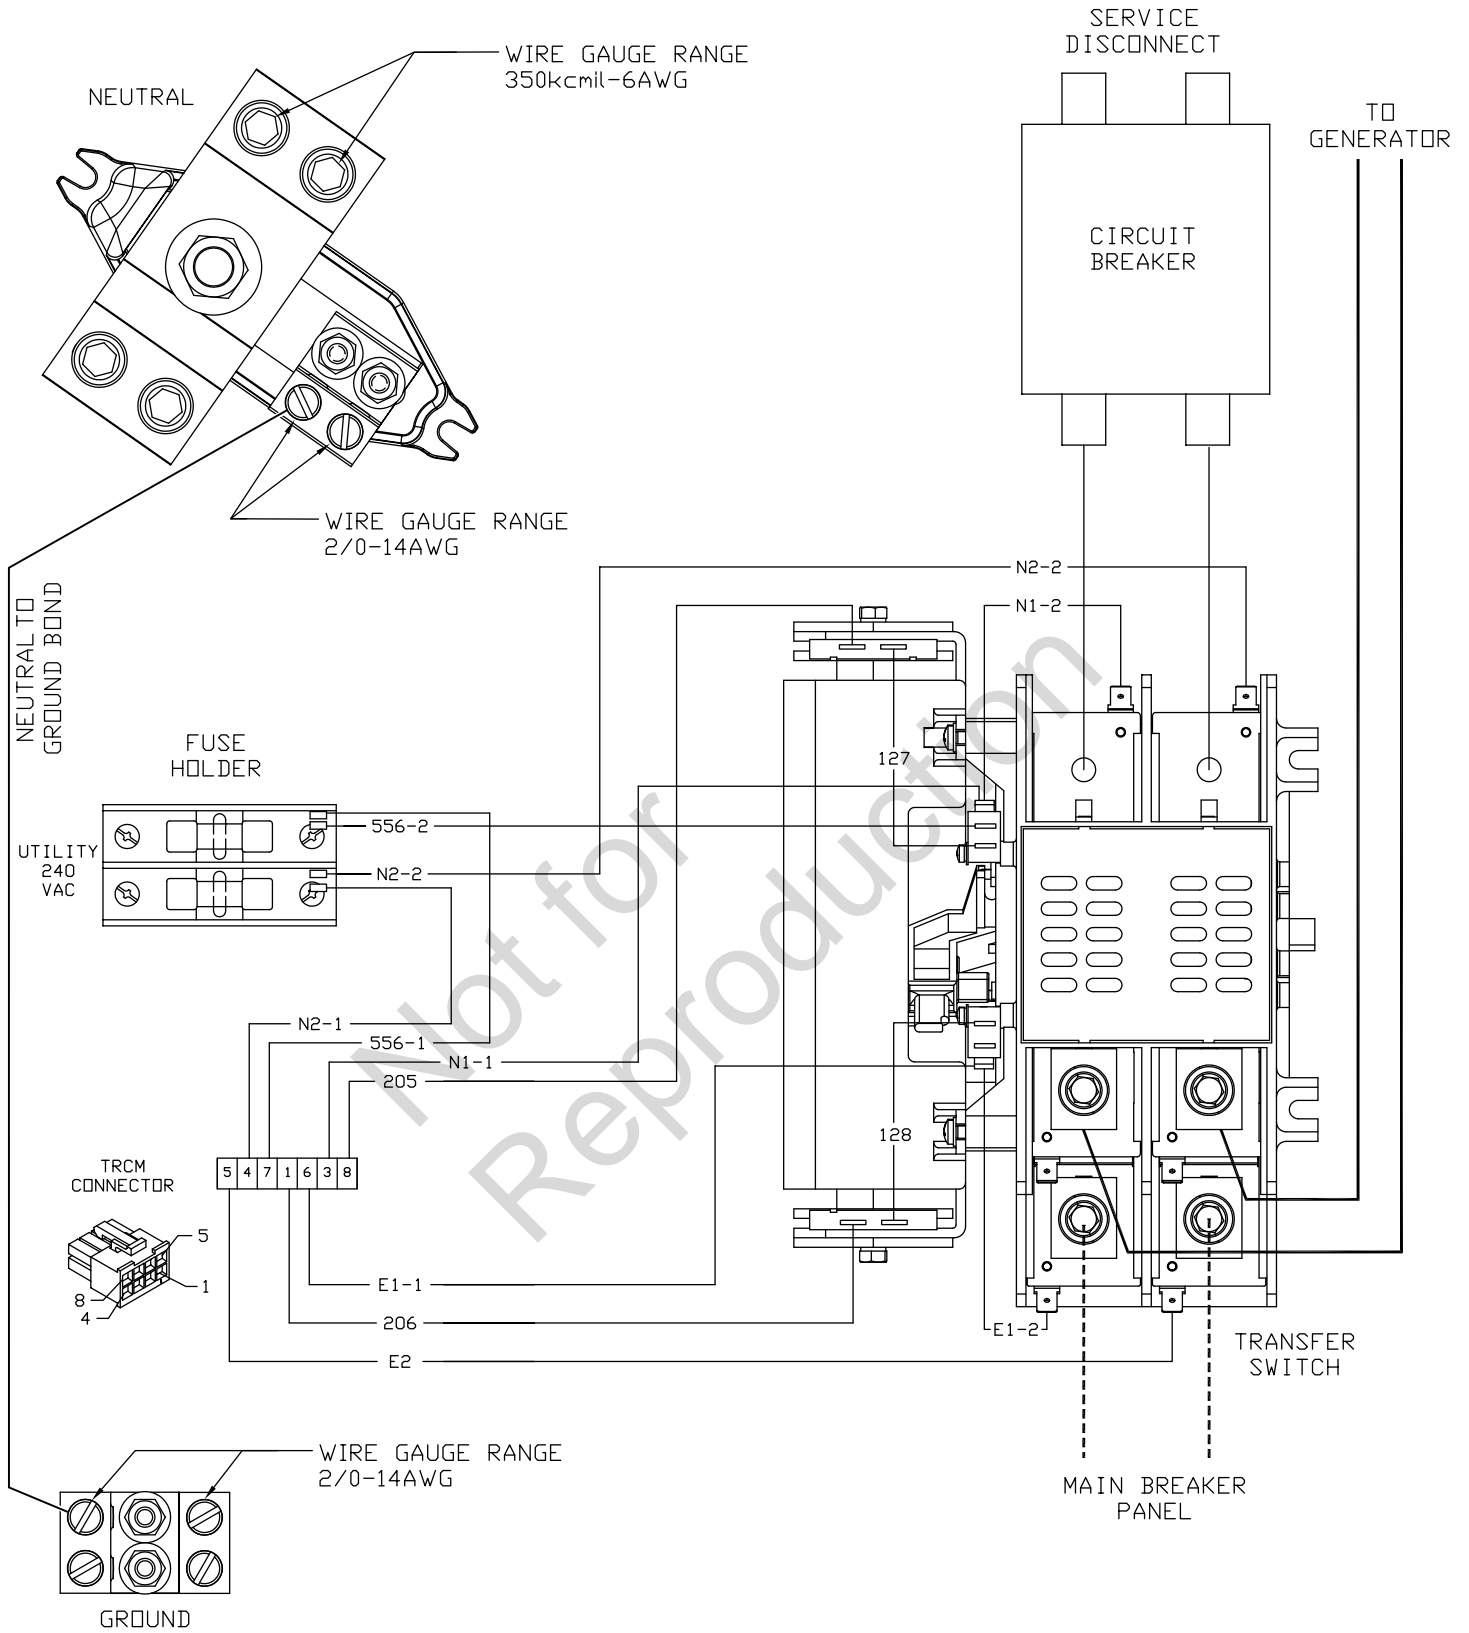 SERVICE
DISCONNECT
WIRE GAUGE RANGE
350kcmil-6AWG
NEUTRAL
TO
GENERATOR
CIRCUIT
BREAKER
WIRE GAUGE RANGE
2/0-14AWG
NEUTRAL TO
GROUND BOND
N2-2
N1-2
FUSE
HOLDER
127
556-2
UTILITY
240
VAC
N2-2
N2-1
556-1
N1-1
205
128
TRCM
CONNECTOR
5 4 7 1 6 3 8
5
1
8
4
E1-1
206
E1-2
E2
TRANSFER
SWITCH
WIRE GAUGE RANGE
2/0-14AWG
MAIN BREAKER
PANEL
GROUND
Not for
Reproduction